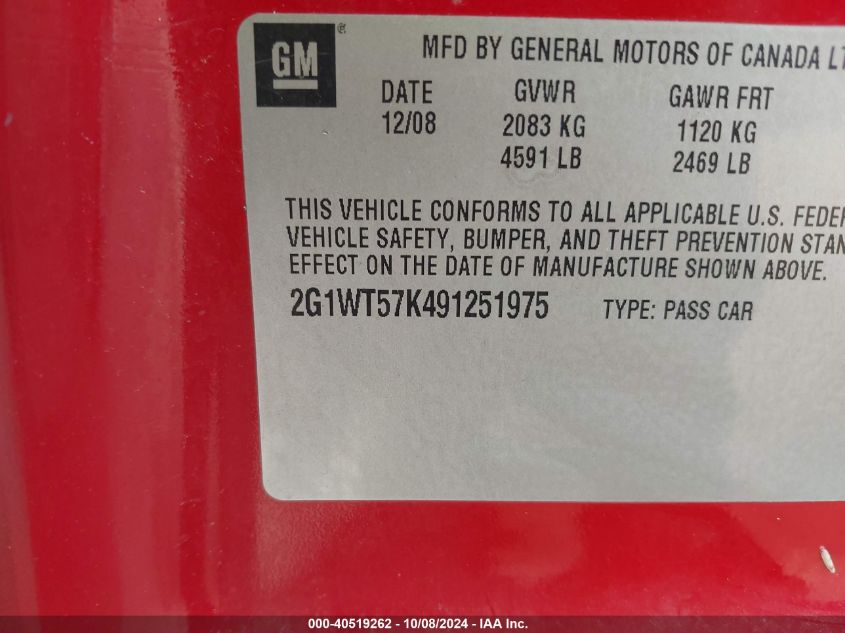 GM®
MFD BY GENERAL MOTORS OF CANADA LT
DATE GVWR GAWR FRT
12/08 2083 KG 1120 KG
4591 LB 2469 LB
THIS VEHICLE CONFORMS TO ALL APPLICABLE U.S. FEDER
VEHICLE SAFETY, BUMPER, AND THEFT PREVENTION STAN
EFFECT ON THE DATE OF MANUFACTURE SHOWN ABOVE.
2G1WT57K491251975 TYPE: PASS CAR
000-40519262 - 10/08/2024 - IAA Inc.